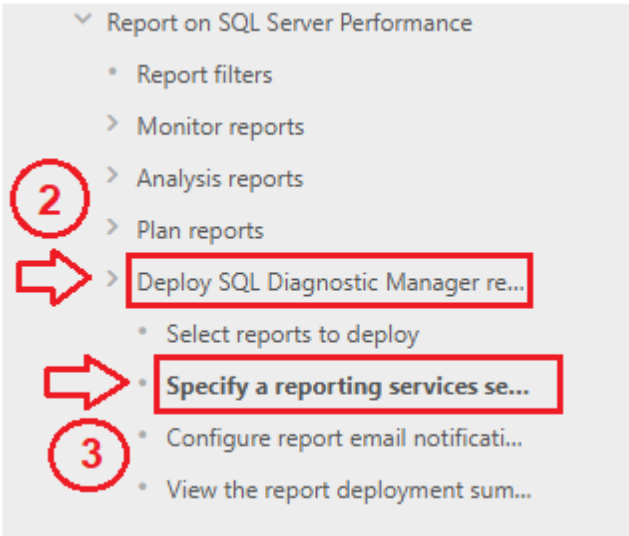 Report on SQL Server Performance
Report filters
Monitor reports
Analysis reports
2
Plan reports
Deploy SQL Diagnostic Manager re...
Select reports to deploy
Specify a reporting services se...
Configure report email notificati...
3
View the report deployment sum...